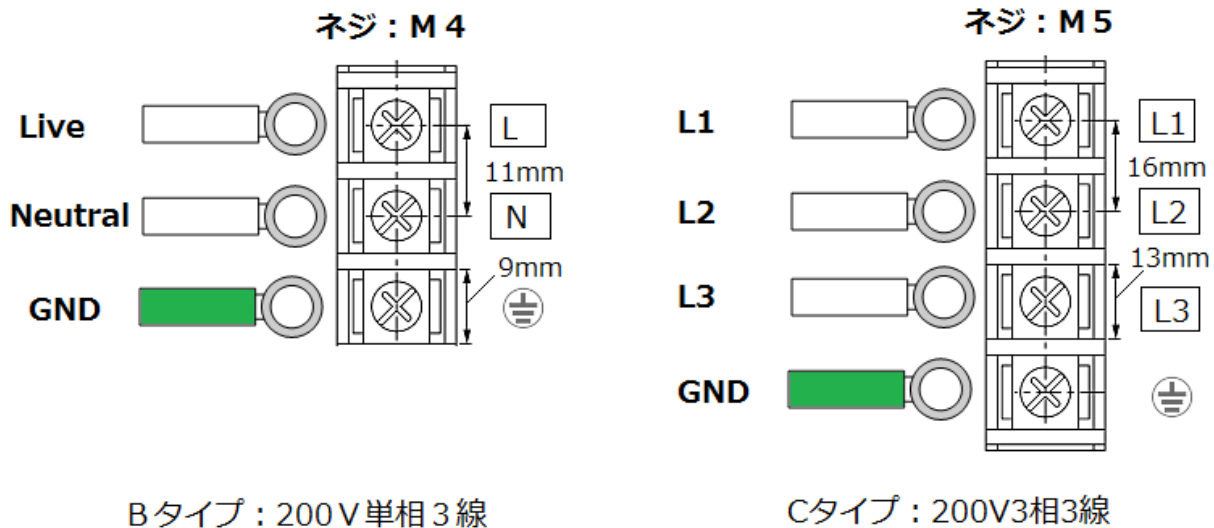 ネジ：Ｍ４
Live
L
11mm
Neutral
N
9mm
GND
Ｂタイプ：200Ｖ単相３線
ネジ：Ｍ５
L1
L1
16mm
L2
L2
13mm
L3
L3
GND
Cタイプ：200V3相3線